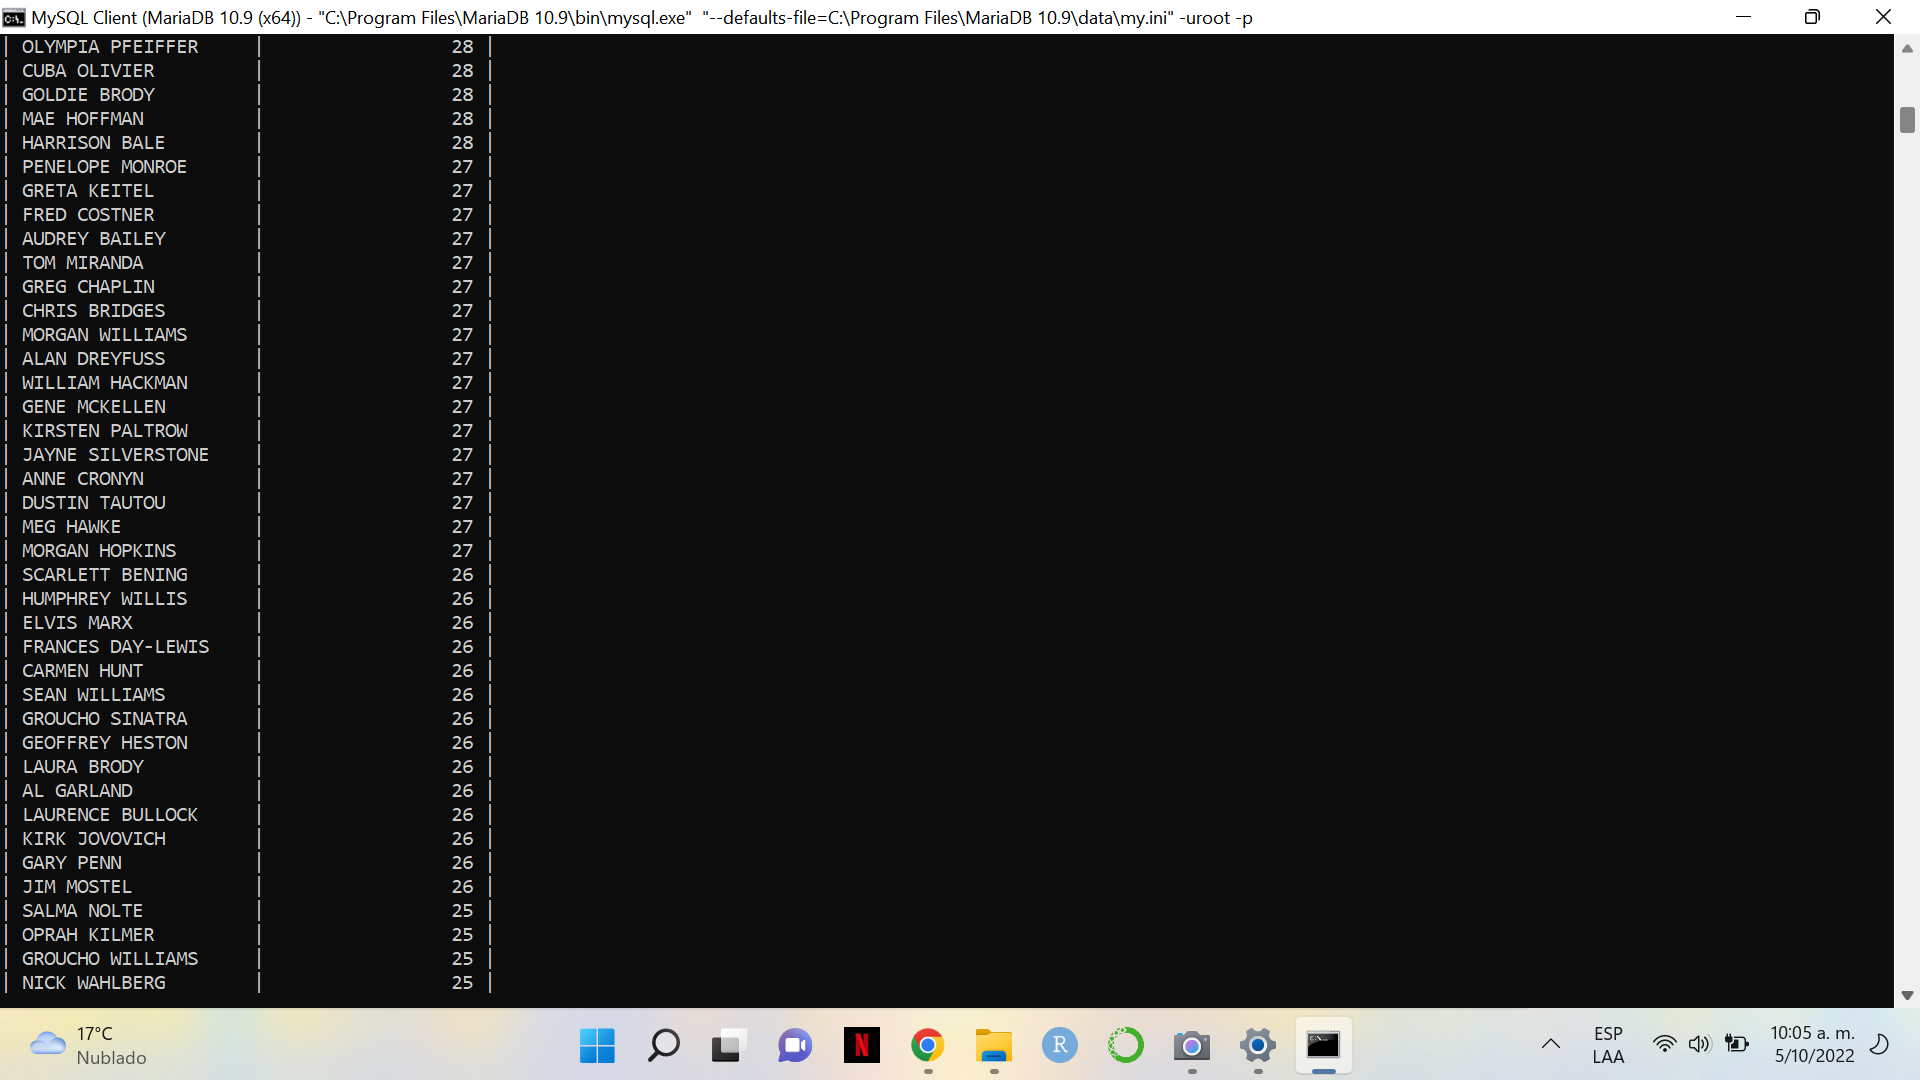 MySQL Client (MariaDB 10.9 (x64)) - "C:\Program Files\MariaDB 10.9\bin\mysql.exe" "--defaults-file=C:\Program Files\MariaDB 10.9\data\my.ini" -uroot -p
| OLYMPIA PFEIFFER | 28 |
| CUBA OLIVIER | 28 |
| GOLDIE BRODY | 28 |
| MAE HOFFMAN | 28 |
| HARRISON BALE | 28 |
| PENELOPE MONROE | 27 |
| GRETA KEITEL | 27 |
| FRED COSTNER | 27 |
| AUDREY BAILEY | 27 |
| TOM MIRANDA | 27 |
| GREG CHAPLIN | 27 |
| CHRIS BRIDGES | 27 |
| MORGAN WILLIAMS | 27 |
| ALAN DREYFUSS | 27 |
| WILLIAM HACKMAN | 27 |
| GENE MCKELLEN | 27 |
| KIRSTEN PALTROW | 27 |
| JAYNE SILVERSTONE | 27 |
| ANNE CRONYN | 27 |
| DUSTIN TAUTOU | 27 |
| MEG HAWKE | 27 |
| MORGAN HOPKINS | 27 |
| SCARLETT BENING | 26 |
| HUMPHREY WILLIS | 26 |
| ELVIS MARX | 26 |
| FRANCES DAY-LEWIS | 26 |
| CARMEN HUNT | 26 |
| SEAN WILLIAMS | 26 |
| GROUCHO SINATRA | 26 |
| GEOFFREY HESTON | 26 |
| LAURA BRODY | 26 |
| AL GARLAND | 26 |
| LAURENCE BULLOCK | 26 |
| KIRK JOVOVICH | 26 |
| GARY PENN | 26 |
| JIM MOSTEL | 26 |
| SALMA NOLTE | 25 |
| OPRAH KILMER | 25 |
| GROUCHO WILLIAMS | 25 |
| NICK WAHLBERG | 25 |
17°C
Nublado
N
R
ESP
LAA
10:05 a. m.
5/10/2022